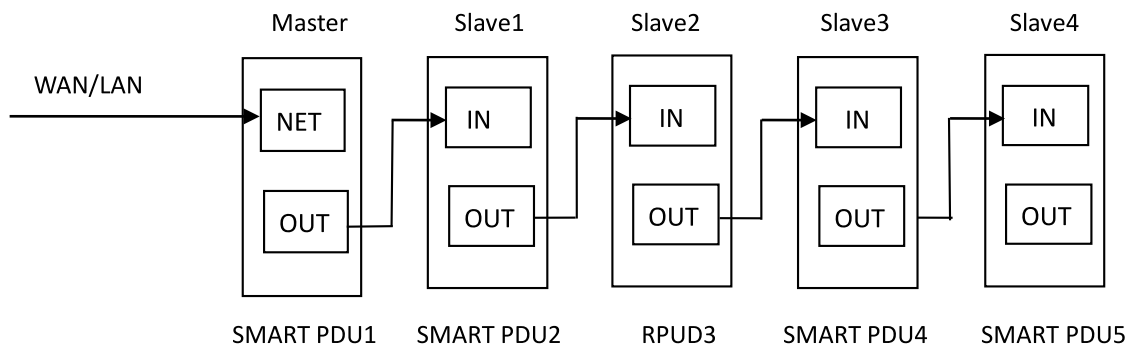 Master Slave1 Slave2 Slave3 Slave4
WAN/LAN
NET IN IN IN IN
OUT OUT OUT OUT OUT
SMART PDU1 SMART PDU2 RPUD3 SMART PDU4 SMART PDU5